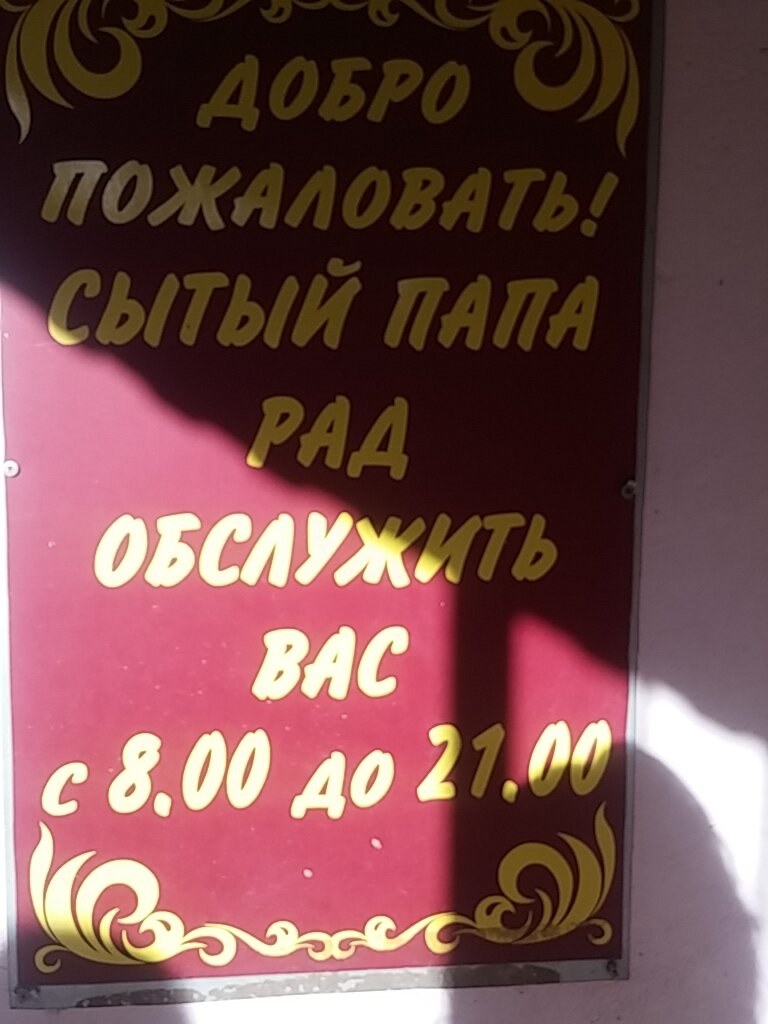 ДОБРО
ПОЖАЛОВАТЬ!
СЫТЫЙ ПАПА
РАД
ОБСЛУЖИТЬ
ВАС
с 8.00 до 21.00